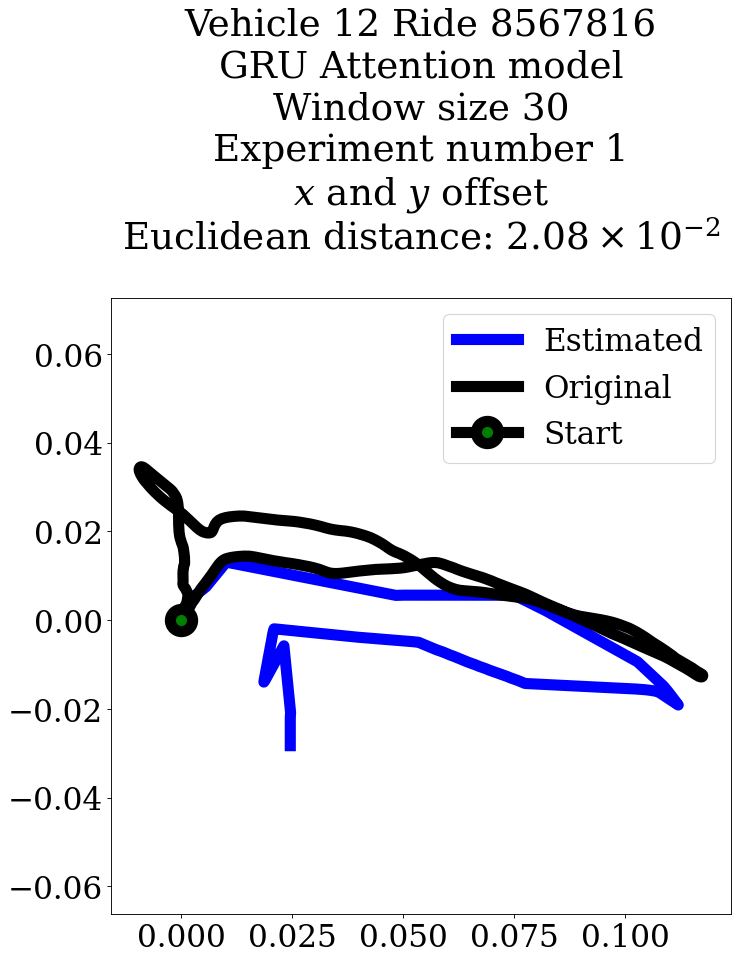 Vehicle 12 Ride 8567816
GRU Attention model
Window size 30
Experiment number 1
x and y offset
Euclidean distance: 2.08 × 10⁻²
Estimated
Original
Start
0.06
0.04
0.02
0.00
−0.02
−0.04
−0.06
0.000 0.025 0.050 0.075 0.100